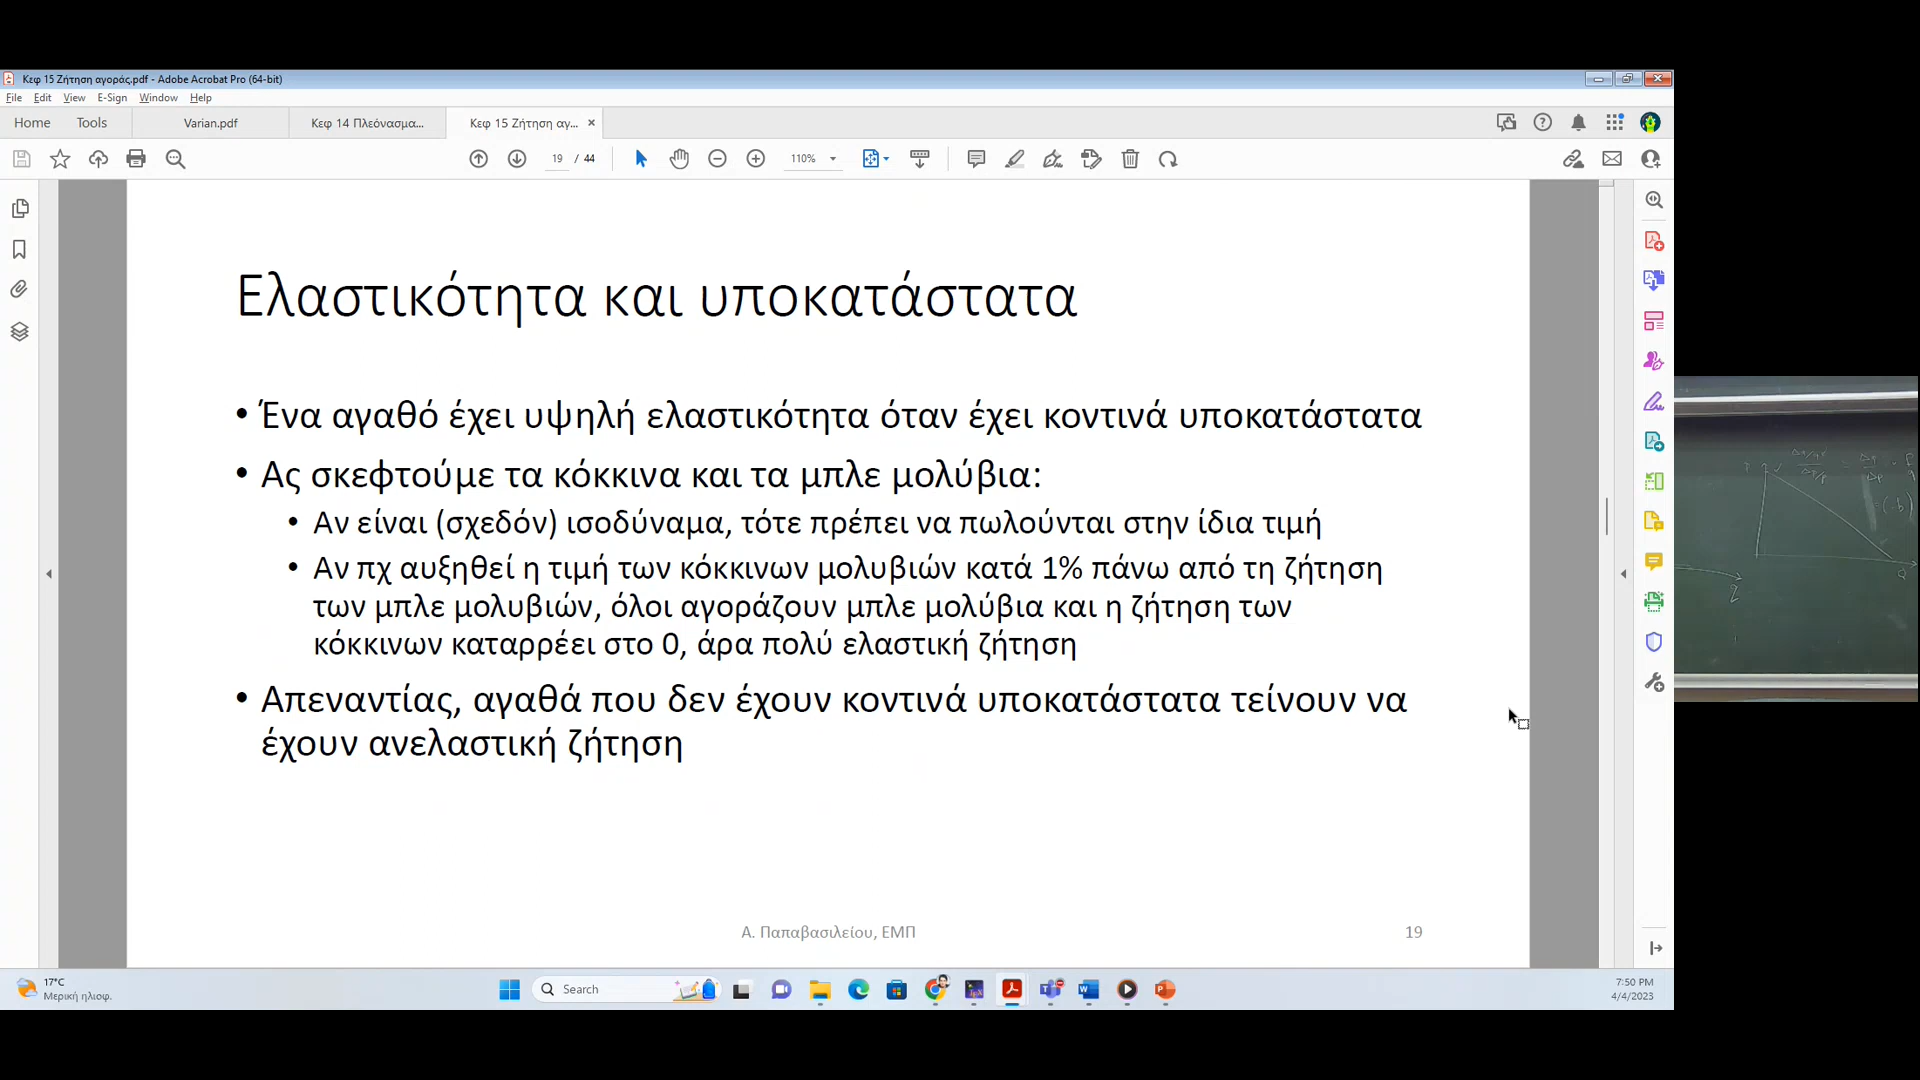 Κεφ 15 Ζήτηση αγοράς.pdf - Adobe Acrobat Pro (64-bit)
File Edit View E-Sign Window Help
Home Tools Varian.pdf Κεφ 14 Πλεόνασμα... Κεφ 15 Ζήτηση αγ...
19 / 44 110%
Ελαστικότητα και υποκατάστατα
• Ένα αγαθό έχει υψηλή ελαστικότητα όταν έχει κοντινά υποκατάστατα
• Ας σκεφτούμε τα κόκκινα και τα μπλε μολύβια:
• Αν είναι (σχεδόν) ισοδύναμα, τότε πρέπει να πωλούνται στην ίδια τιμή
• Αν πχ αυξηθεί η τιμή των κόκκινων μολυβιών κατά 1% πάνω από τη ζήτηση
των μπλε μολυβιών, όλοι αγοράζουν μπλε μολύβια και η ζήτηση των
κόκκινων καταρρέει στο 0, άρα πολύ ελαστική ζήτηση
• Απεναντίας, αγαθά που δεν έχουν κοντινά υποκατάστατα τείνουν να
έχουν ανελαστική ζήτηση
Α. Παπαβασιλείου, ΕΜΠ
19
17°C
Μερική ηλιοφ.
Search
7:50 PM
4/4/2023